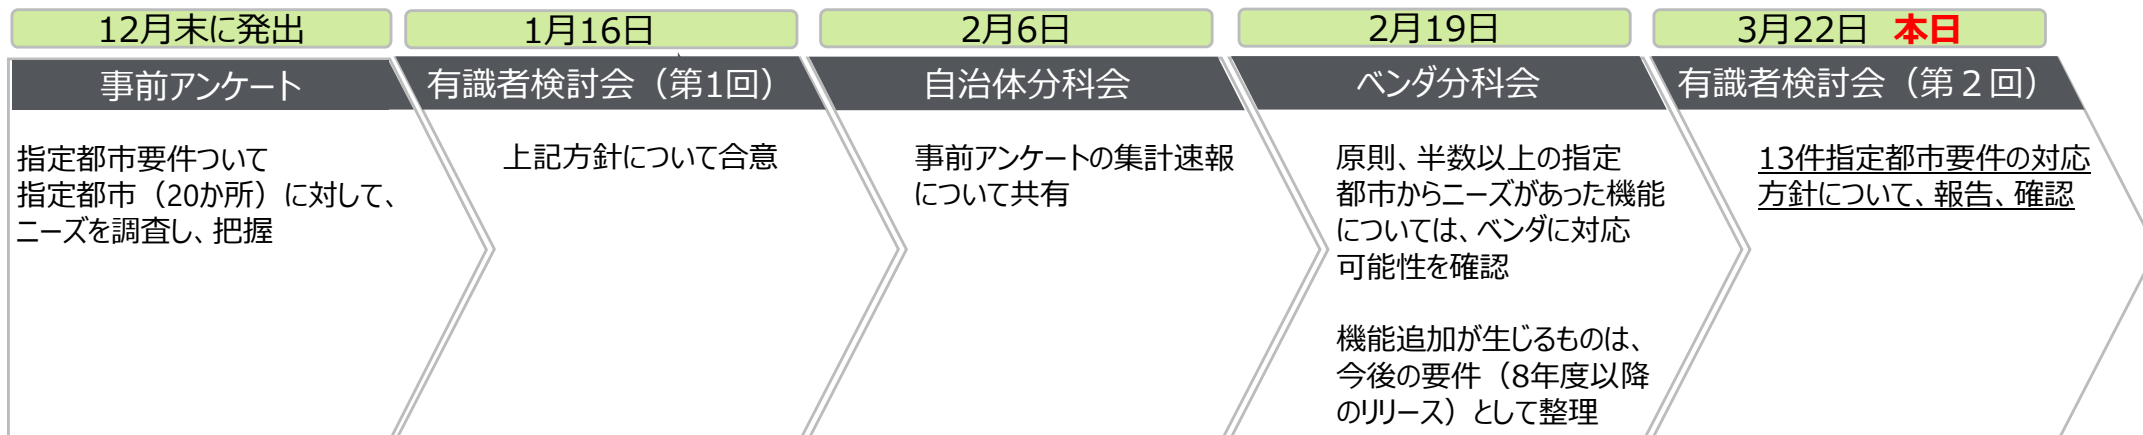 12月末に発出
事前アンケート
指定都市要件ついて
指定都市（20か所）に対して、
ニーズを調査し、把握
1月16日
有識者検討会（第1回）
上記方針について合意
2月6日
自治体分科会
事前アンケートの集計速報
について共有
2月19日
ベンダ分科会
原則、半数以上の指定
都市からニーズがあった機能
については、ベンダに対応
可能性を確認
機能追加が生じるものは、
今後の要件（8年度以降
のリリース）として整理
3月22日 本日
有識者検討会（第２回）
13件指定都市要件の対応
方針について、報告、確認